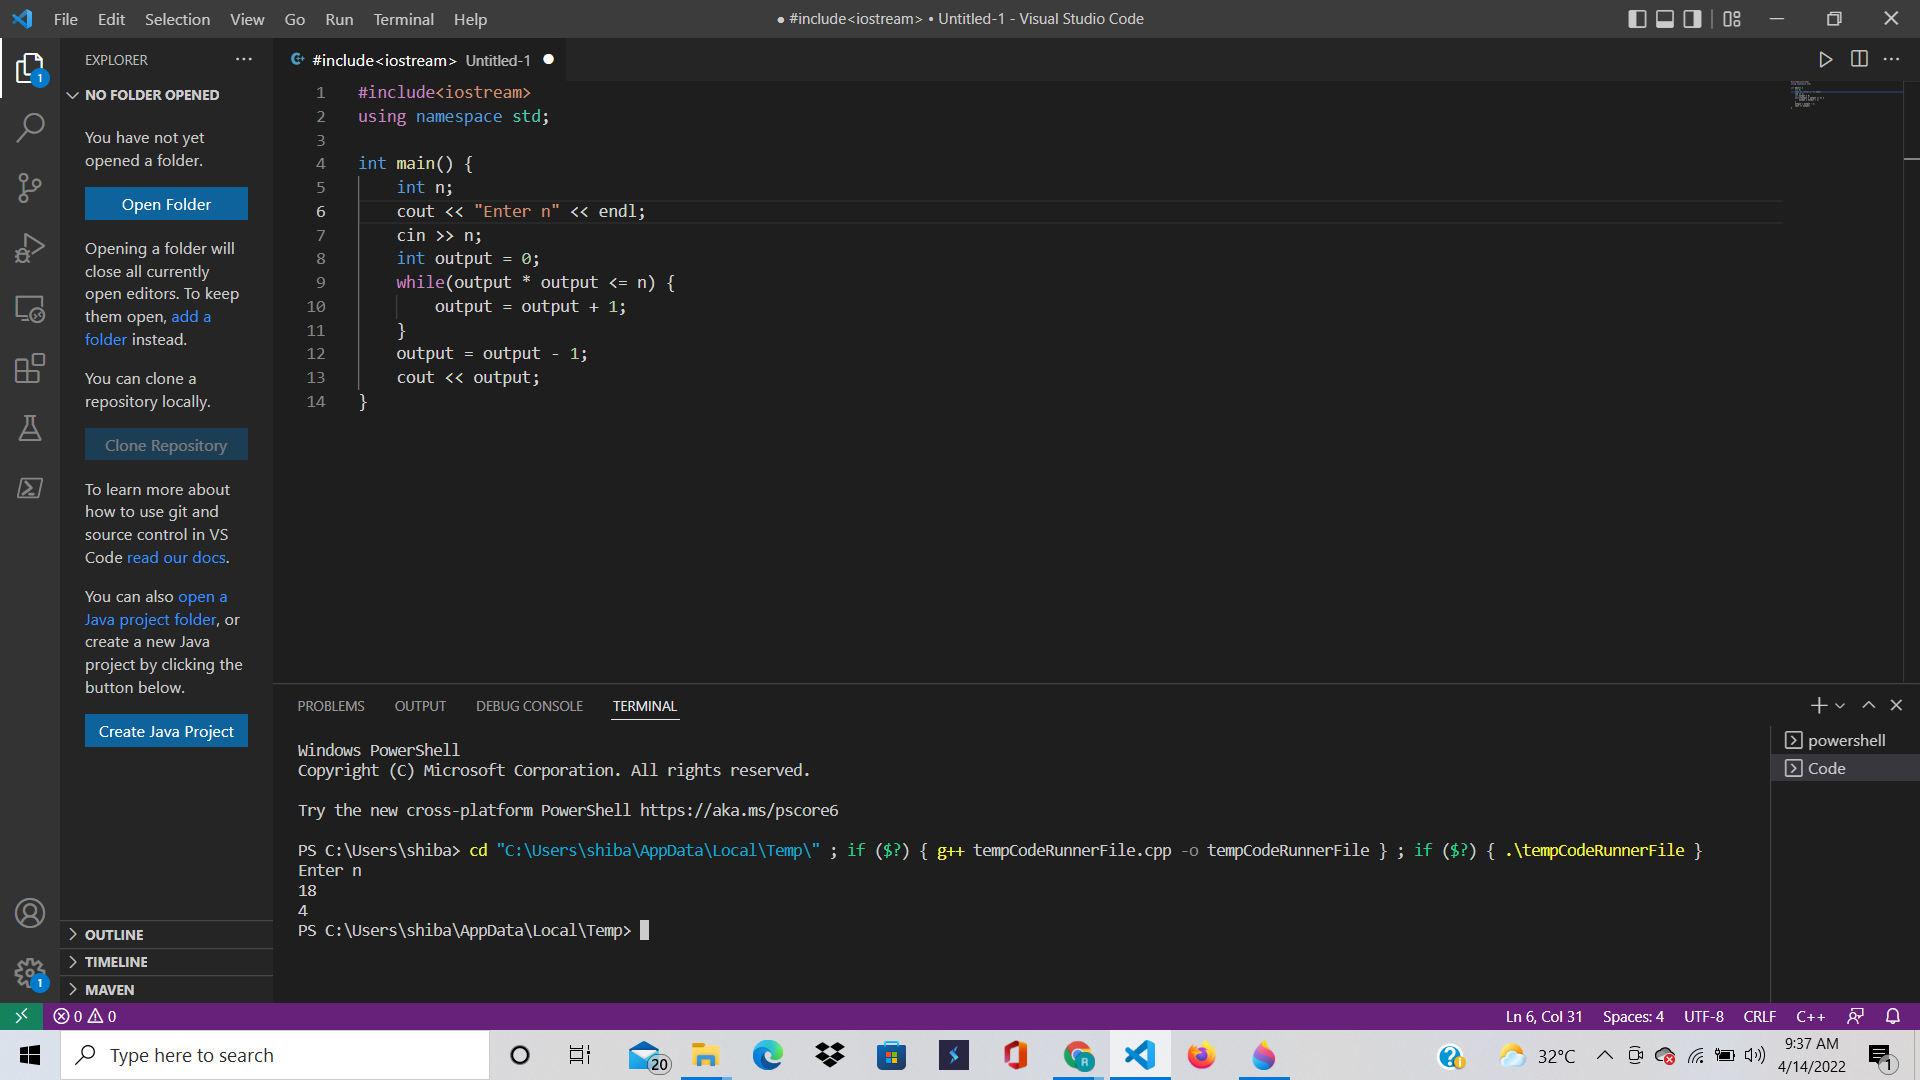 File Edit Selection View Go Run Terminal Help
● #include<iostream> • Untitled-1 - Visual Studio Code
1
EXPLORER
NO FOLDER OPENED
You have not yet
opened a folder.
Open Folder
Opening a folder will
close all currently
open editors. To keep
them open, add a
folder instead.
You can clone a
repository locally.
Clone Repository
To learn more about
how to use git and
source control in VS
Code read our docs.
You can also open a
Java project folder, or
create a new Java
project by clicking the
button below.
Create Java Project
OUTLINE
TIMELINE
MAVEN
1
#include<iostream> Untitled-1
1 #include<iostream>
2 using namespace std;
3
4 int main() {
5 int n;
6 cout << "Enter n" << endl;
7 cin >> n;
8 int output = 0;
9 while(output * output <= n) {
10 output = output + 1;
11 }
12 output = output - 1;
13 cout << output;
14 }
PROBLEMS OUTPUT DEBUG CONSOLE TERMINAL
Windows PowerShell
Copyright (C) Microsoft Corporation. All rights reserved.
Try the new cross-platform PowerShell https://aka.ms/pscore6
PS C:\Users\shiba> cd "C:\Users\shiba\AppData\Local\Temp\" ; if ($?) { g++ tempCodeRunnerFile.cpp -o tempCodeRunnerFile } ; if ($?) { .\tempCodeRunnerFile }
Enter n
18
4
PS C:\Users\shiba\AppData\Local\Temp>
powershell
Code
0 0
Ln 6, Col 31 Spaces: 4 UTF-8 CRLF C++
Type here to search
20
32°C
9:37 AM
4/14/2022
1